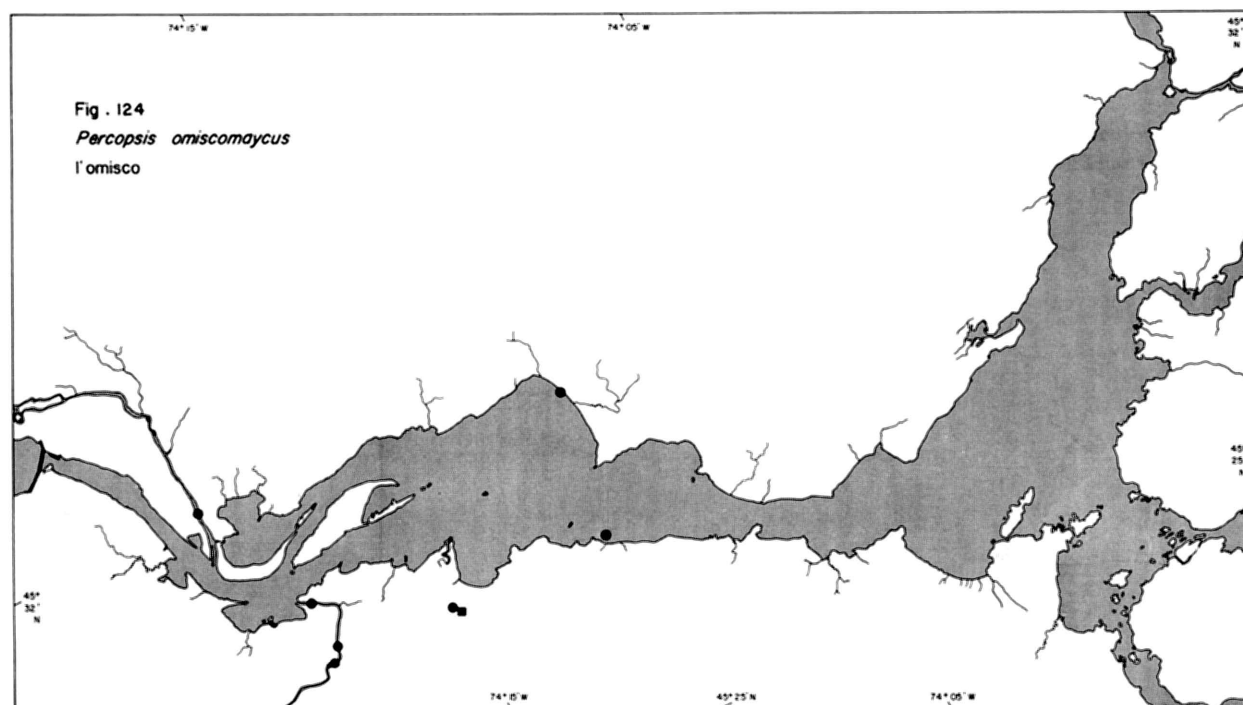 74° 15' W
74° 05' W
45°
32'
N
Fig . 124
Percopsis omiscomaycus
l'omisco
45°
25'
N
45°
32'
N
74° 15' W
45° 25' N
74° 05' W